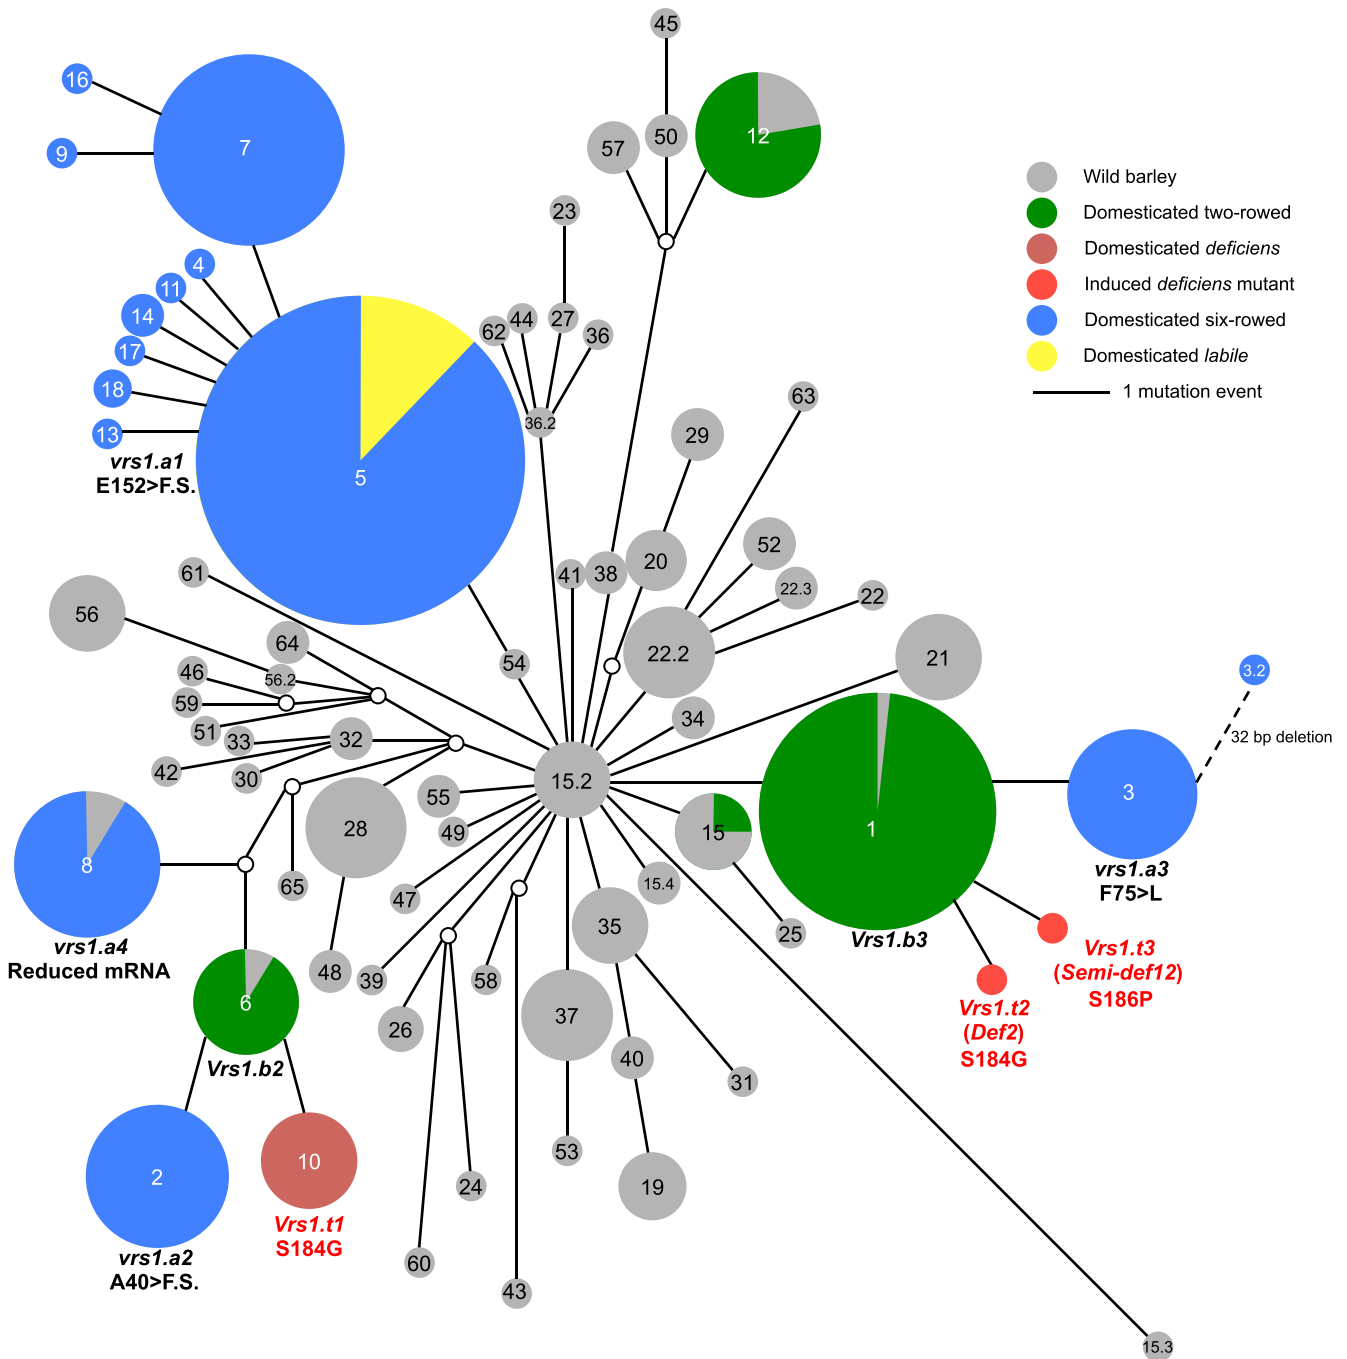 45
16
7
9
57
50
12
23
4
11
14
17
18
13
vrs1.a1
E152>F.S.
5
62
44
27
36
36.2
63
29
Wild barley
Domesticated two-rowed
Domesticated deficiens
Induced deficiens mutant
Domesticated six-rowed
Domesticated labile
1 mutation event
61
41
38
20
52
22.3
22
56
64
46
56.2
59
51
33
32
42
30
54
22.2
21
34
15.2
3.2
32 bp deletion
3
vrs1.a3
F75>L
1
Vrs1.b3
15
25
15.4
55
49
28
47
65
8
vrs1.a4
Reduced mRNA
48
39
58
35
26
37
40
31
Vrs1.t3
(Semi-def12)
S186P
Vrs1.t2
(Def2)
S184G
6
Vrs1.b2
2
vrs1.a2
A40>F.S.
10
Vrs1.t1
S184G
53
24
19
60
43
15.3